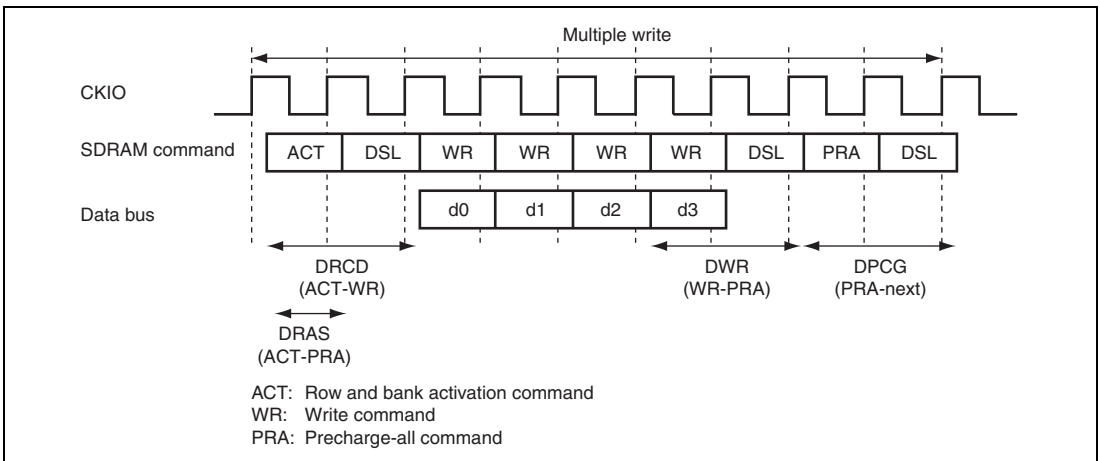 Multiple write
CKIO
SDRAM command
ACT DSL WR WR WR WR DSL PRA DSL
Data bus
d0 d1 d2 d3
DRCD
(ACT-WR)
DWR
(WR-PRA)
DPCG
(PRA-next)
DRAS
(ACT-PRA)
ACT: Row and bank activation command
WR: Write command
PRA: Precharge-all command